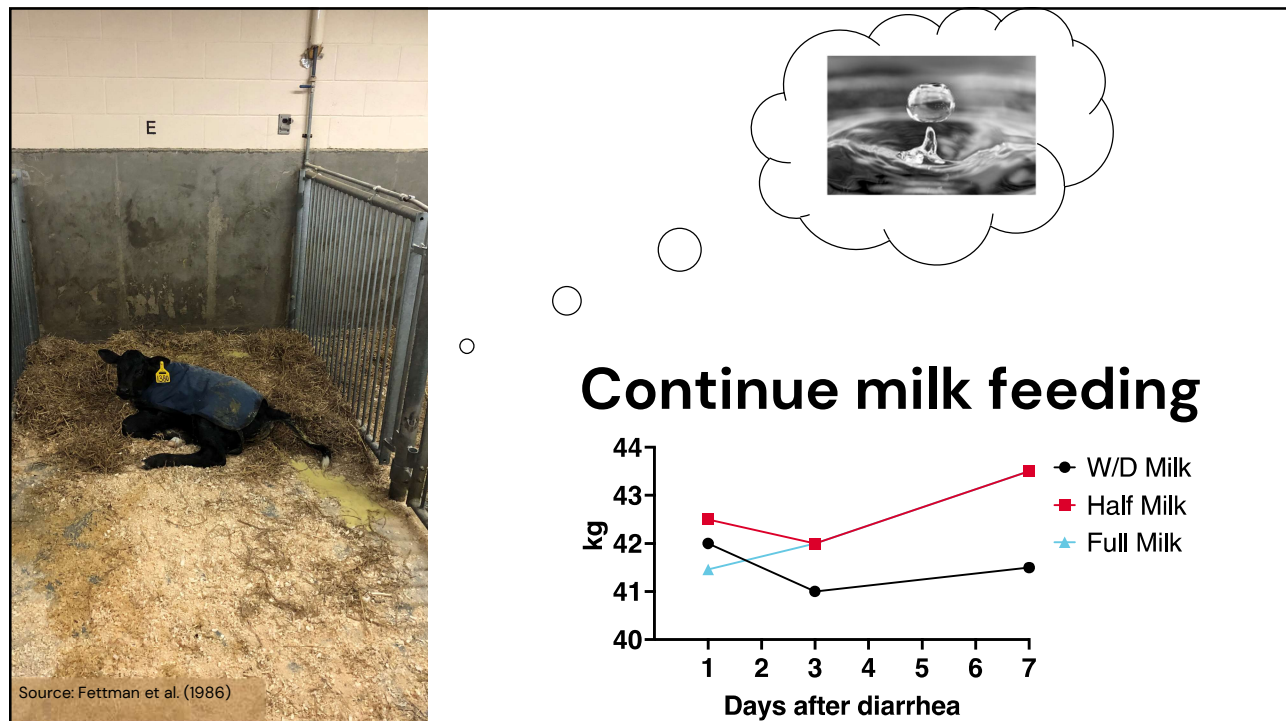 E
Source: Fettman et al. (1986)
Continue milk feeding
44
43
42
41
40
kg
1 2 3 4 5 6 7
Days after diarrhea
W/D Milk
Half Milk
Full Milk